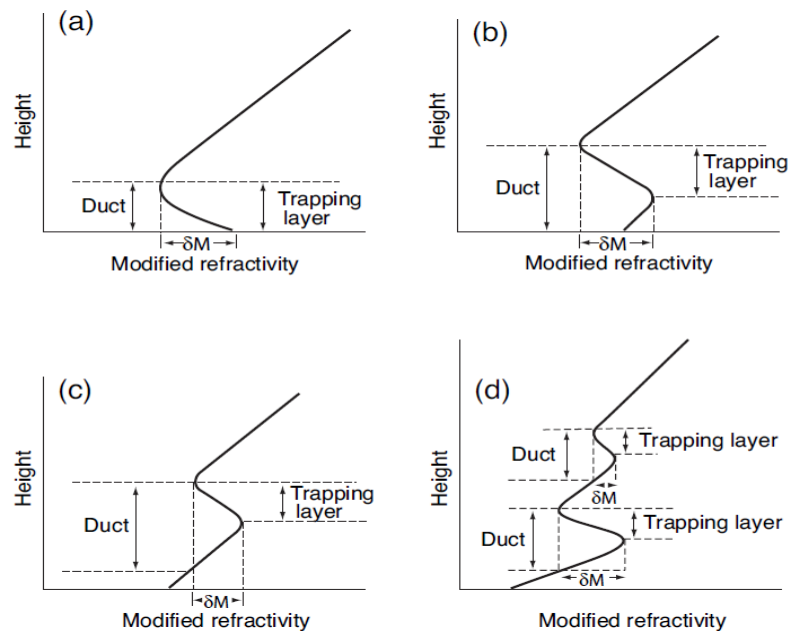 (a)
Height
Duct
Trapping
layer
δM
Modified refractivity
(b)
Height
Duct
Trapping
layer
δM
Modified refractivity
(c)
Height
Duct
Trapping
layer
δM
Modified refractivity
(d)
Height
Duct
Trapping layer
δM
Duct
Trapping layer
δM
Modified refractivity